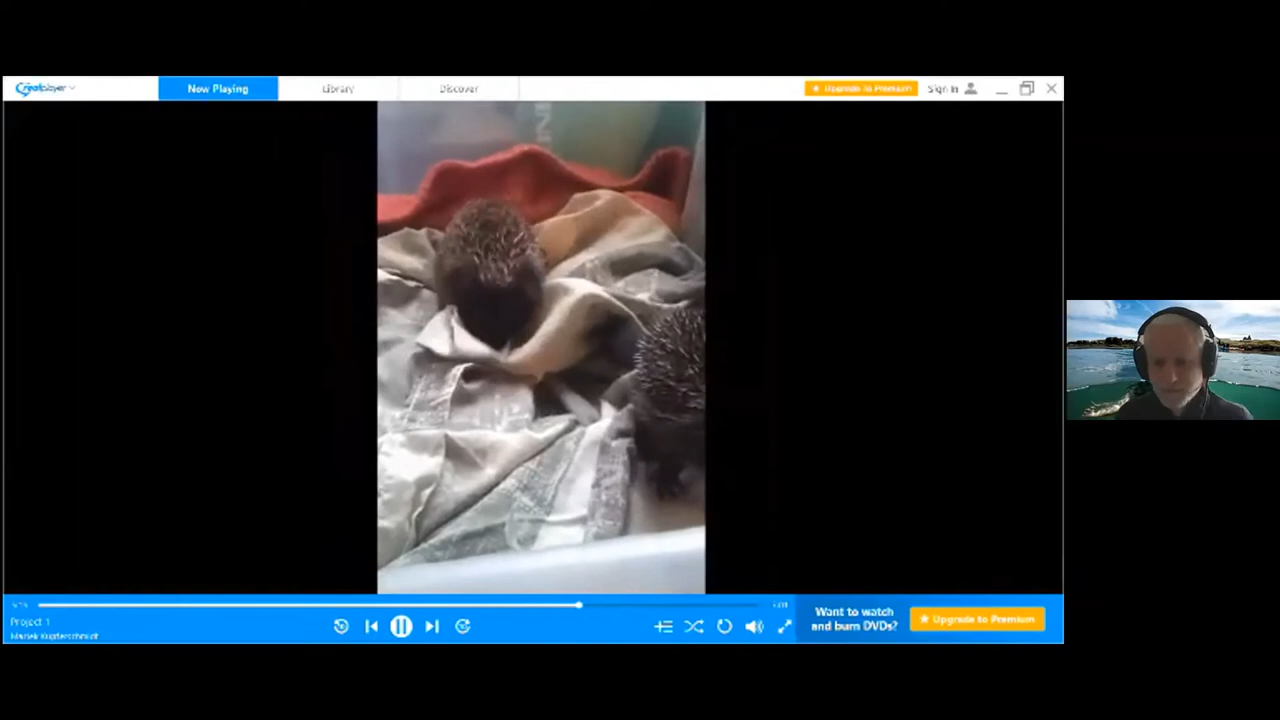 Now Playing
Library
Discover
Upgrade to Premium
Sign In
Project 1
Want to watch
and burn DVDs?
Upgrade to Premium